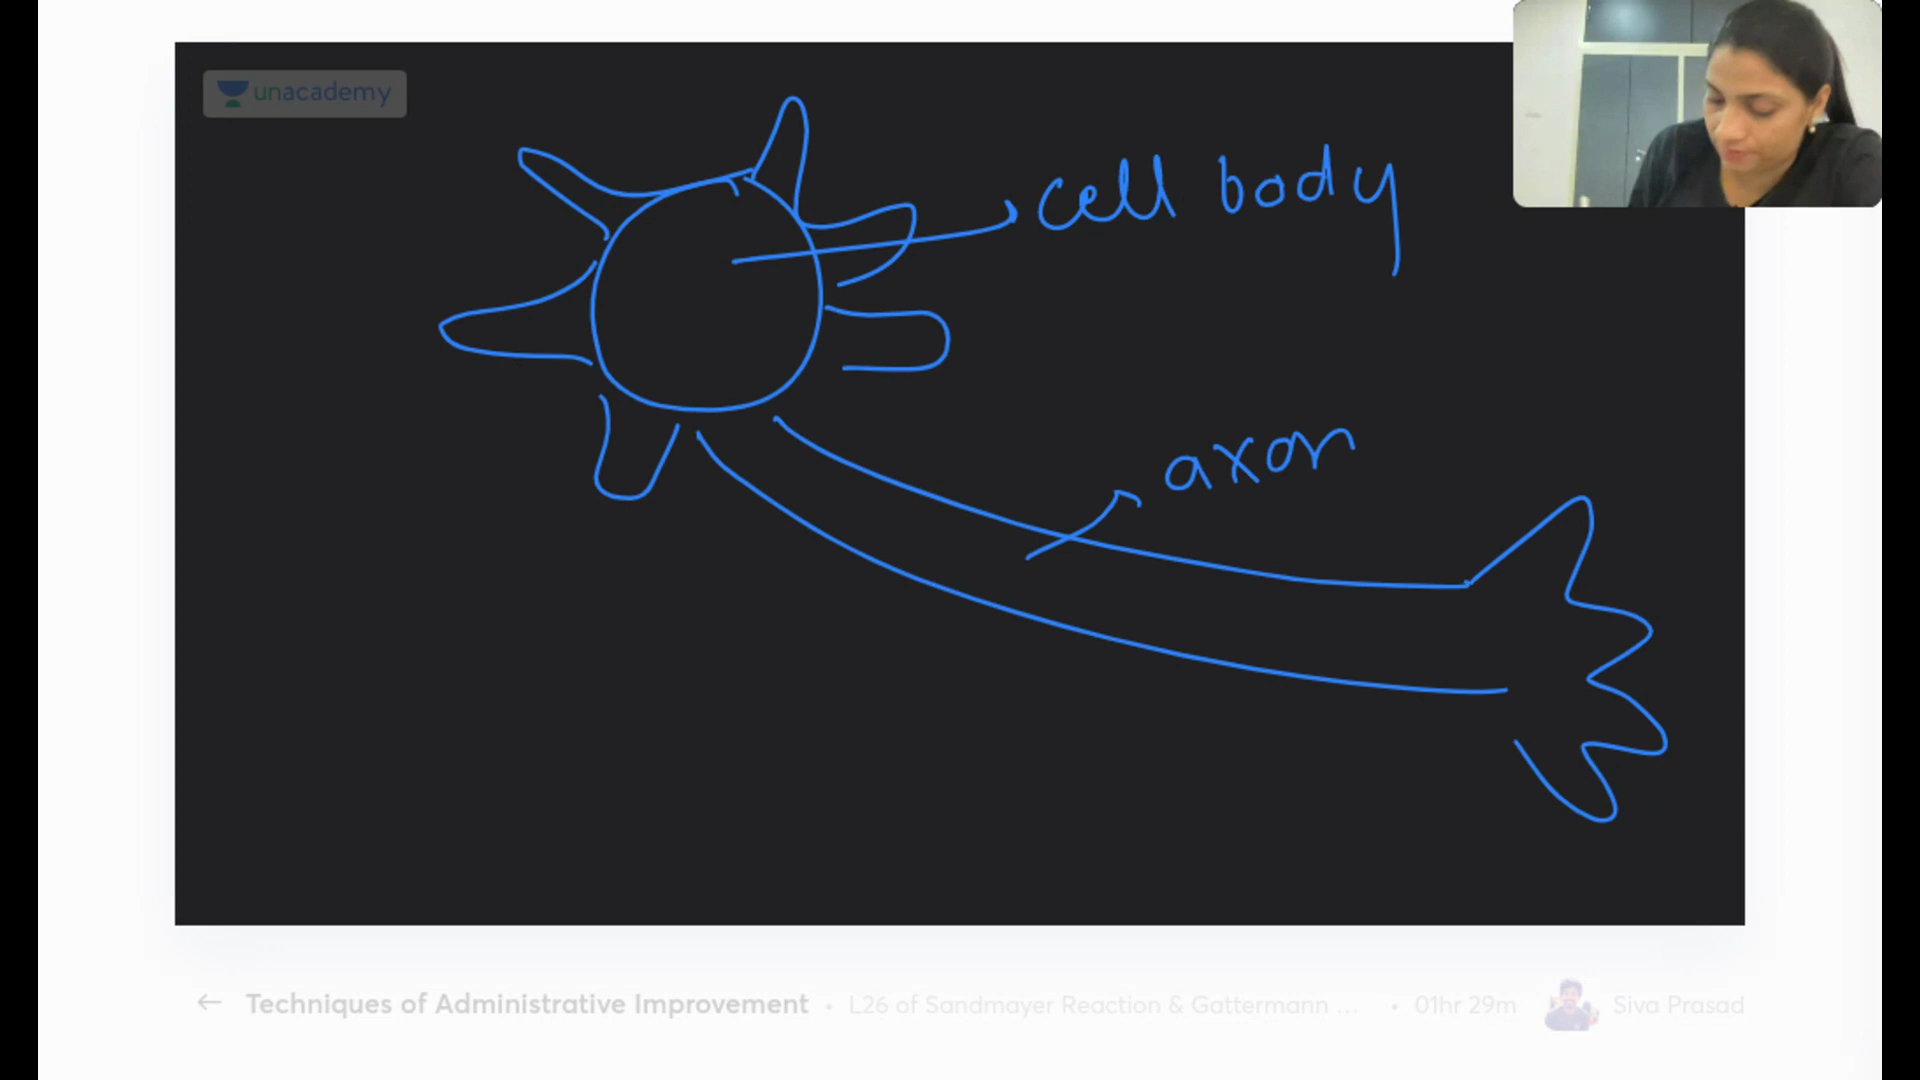 unacademy
cell body
axon
← Techniques of Administrative Improvement • L26 of Sandmayer Reaction & Gattermann ... • 01hr 29m Siva Prasad